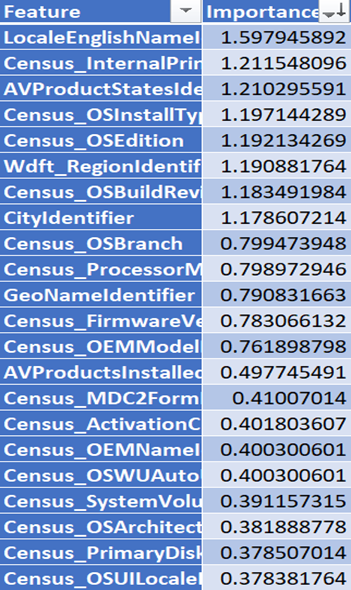 Feature Importance
LocaleEnglishNameI 1.597945892
Census_InternalPrin 1.211548096
AVProductStatesIde 1.210295591
Census_OSInstallTyp 1.197144289
Census_OSEdition 1.192134269
Wdft_RegionIdentif 1.190881764
Census_OSBuildRevi 1.183491984
CityIdentifier 1.178607214
Census_OSBranch 0.799473948
Census_ProcessorM 0.798972946
GeoNameIdentifier 0.790831663
Census_FirmwareVe 0.783066132
Census_OEMModelI 0.761898798
AVProductsInstalled 0.497745491
Census_MDC2Form 0.41007014
Census_ActivationC 0.401803607
Census_OEMNameI 0.400300601
Census_OSWUAuto 0.400300601
Census_SystemVolu 0.391157315
Census_OSArchitect 0.381888778
Census_PrimaryDisk 0.378507014
Census_OSUILocaleI 0.378381764